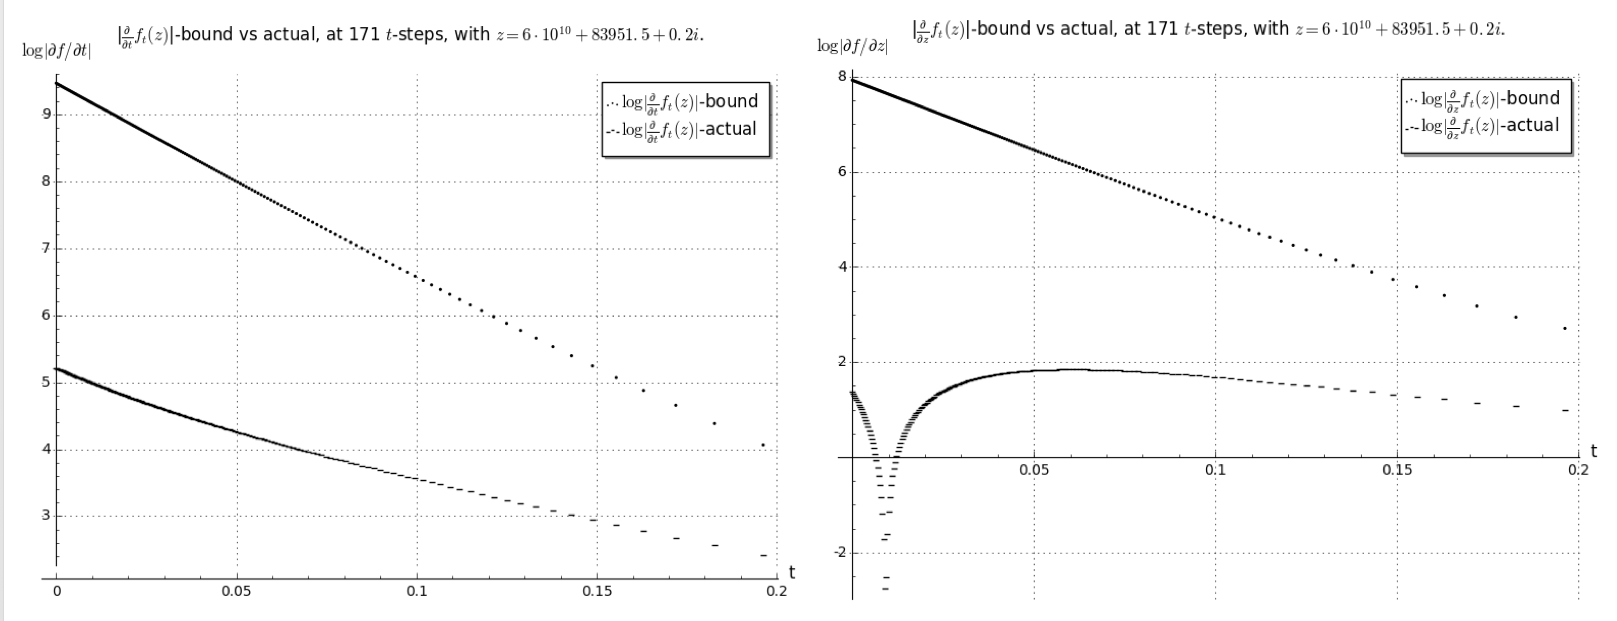 |∂/∂t f_t(z)|-bound vs actual, at 171 t-steps, with z = 6 · 10^10 + 83951.5 + 0.2i.
log|∂f/∂t|
··· log|∂/∂t f_t(z)|-bound
-·- log|∂/∂t f_t(z)|-actual
9
8
7
6
5
4
3
0 0.05 0.1 0.15 0.2
t
|∂/∂z f_t(z)|-bound vs actual, at 171 t-steps, with z = 6 · 10^10 + 83951.5 + 0.2i.
log|∂f/∂z|
··· log|∂/∂z f_t(z)|-bound
-·- log|∂/∂z f_t(z)|-actual
8
6
4
2
-2
0.05 0.1 0.15 0.2
t